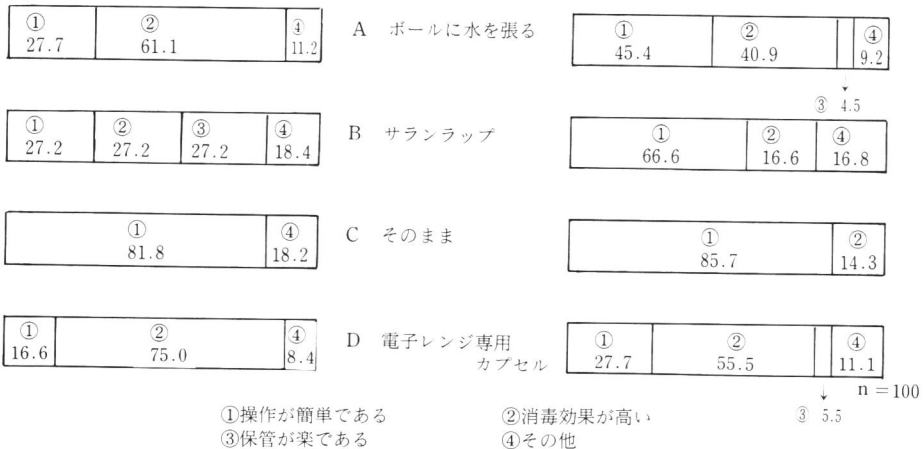 ① ② ④ A ボールに水を張る ① ② ④
27.7 61.1 11.2 45.4 40.9 9.2
③ 4.5
① ② ③ ④ B サランラップ ① ② ④
27.2 27.2 27.2 18.4 66.6 16.6 16.8
① ④ C そのまま ① ②
81.8 18.2 85.7 14.3
① ② ④ D 電子レンジ専用 ① ② ④
16.6 75.0 8.4 カプセル 27.7 55.5 11.1
n=100
③ 5.5
①操作が簡単である ②消毒効果が高い
③保管が楽である ④その他